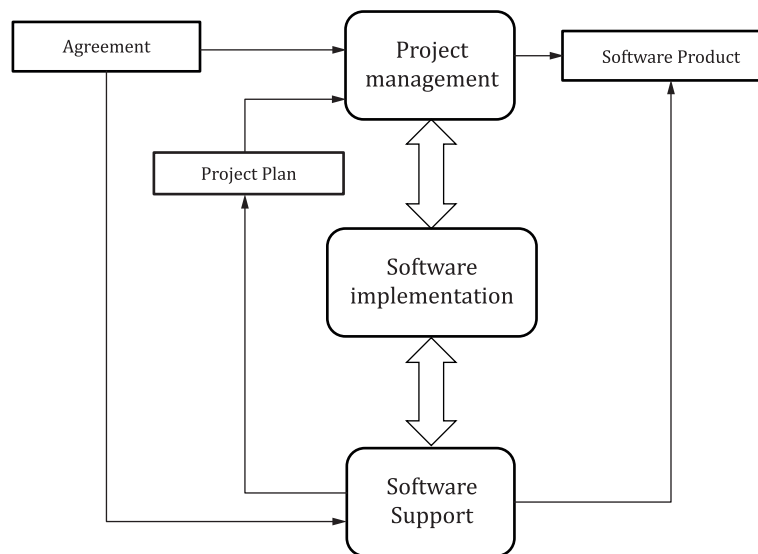 Agreement
Project
management
Software Product
Project Plan
Software
implementation
Software
Support